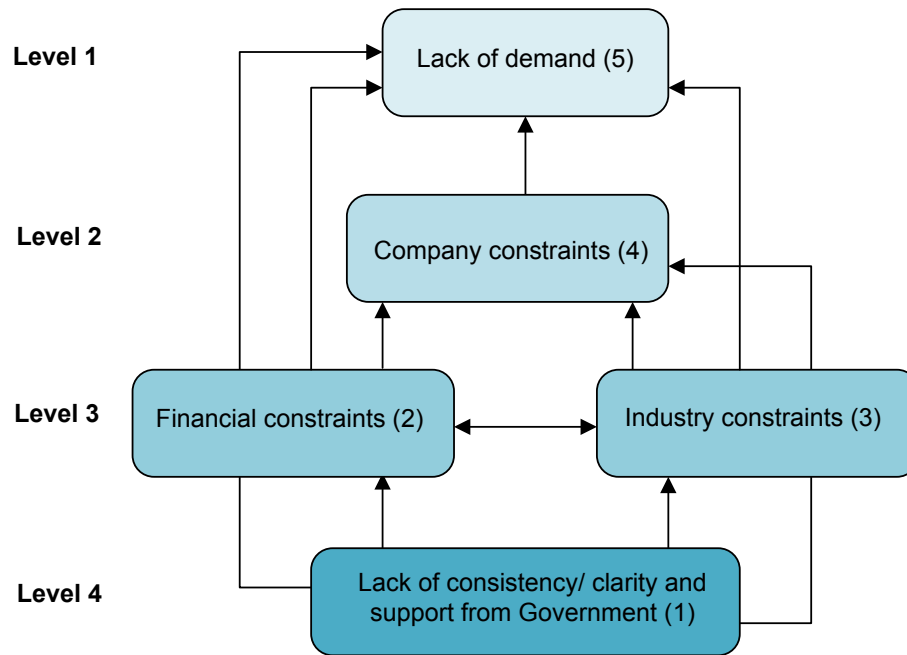 Level 1
Lack of demand (5)
Level 2
Company constraints (4)
Level 3
Financial constraints (2)
Industry constraints (3)
Level 4
Lack of consistency/ clarity and
support from Government (1)